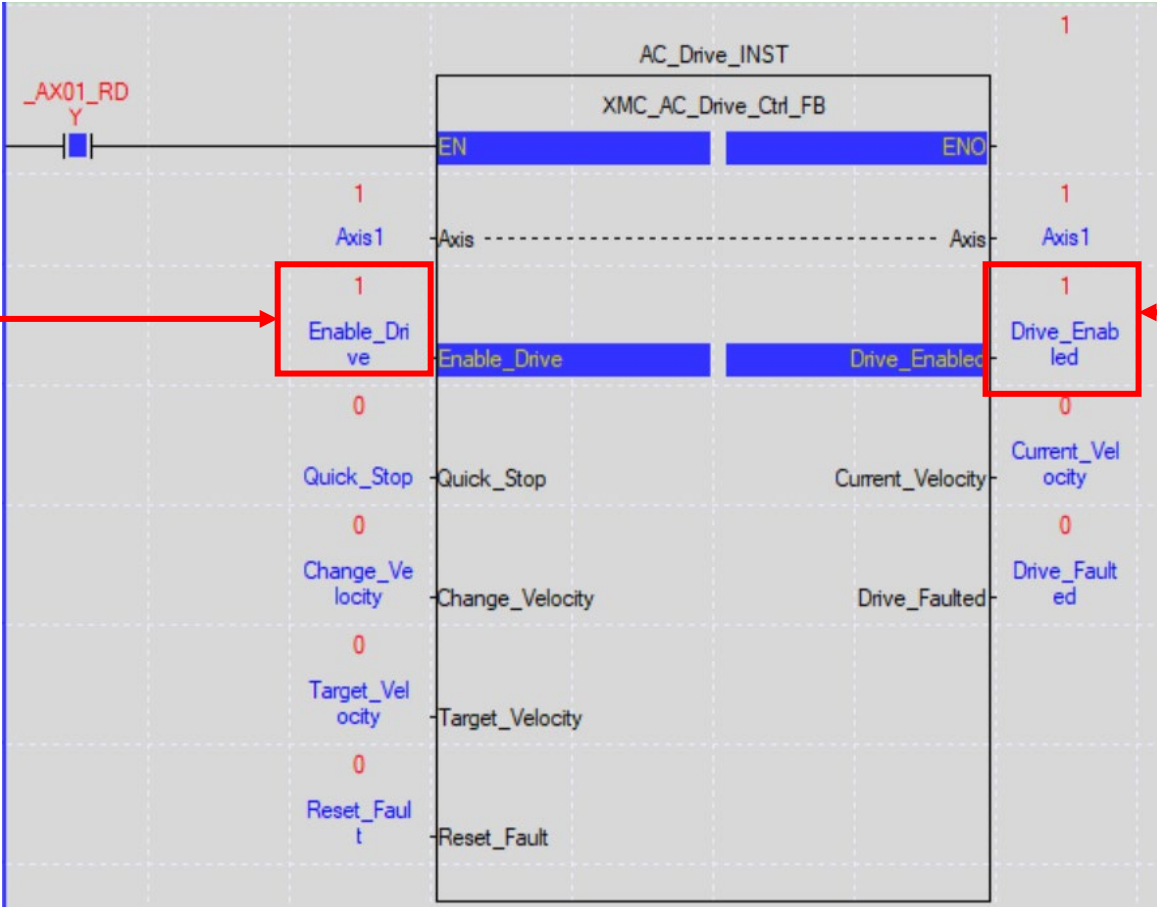 1
AC_Drive_INST
_AX01_RD
Y
XMC_AC_Drive_Ctrl_FB
EN
ENO
1
1
Axis1
Axis
Axis
Axis1
1
1
Enable_Dri
ve
Enable_Drive
Drive_Enabled
Drive_Enab
led
0
0
Quick_Stop
Quick_Stop
Current_Velocity
Current_Vel
ocity
0
0
Change_Ve
locity
Change_Velocity
Drive_Faulted
Drive_Fault
ed
0
Target_Vel
ocity
Target_Velocity
0
Reset_Faul
t
Reset_Fault